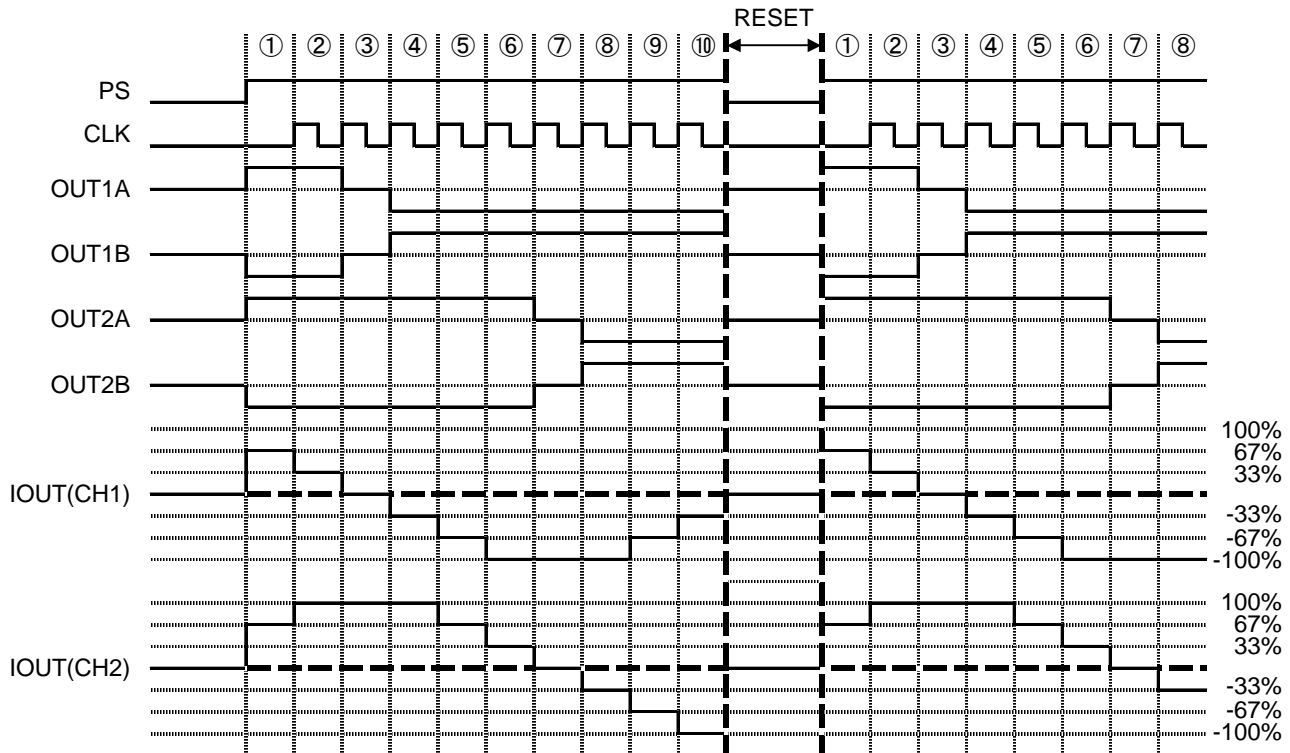 RESET
① ② ③ ④ ⑤ ⑥ ⑦ ⑧ ⑨ ⑩ ① ② ③ ④ ⑤ ⑥ ⑦ ⑧
PS
CLK
OUT1A
OUT1B
OUT2A
OUT2B
100%
67%
33%
IOUT(CH1)
-33%
-67%
-100%
100%
67%
33%
IOUT(CH2)
-33%
-67%
-100%